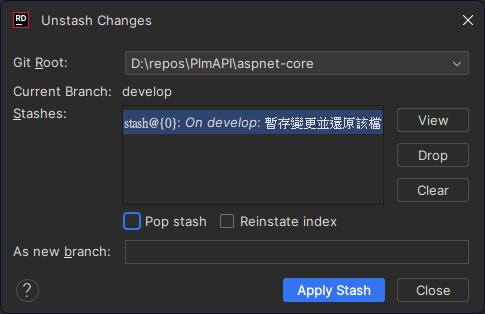 RD Unstash Changes
Git Root: D:\repos\PlmAPI\aspnet-core
Current Branch: develop
Stashes:
stash@{0}: On develop: 暫存變更並還原該檔
View
Drop
Clear
Pop stash Reinstate index
As new branch:
? Apply Stash Close